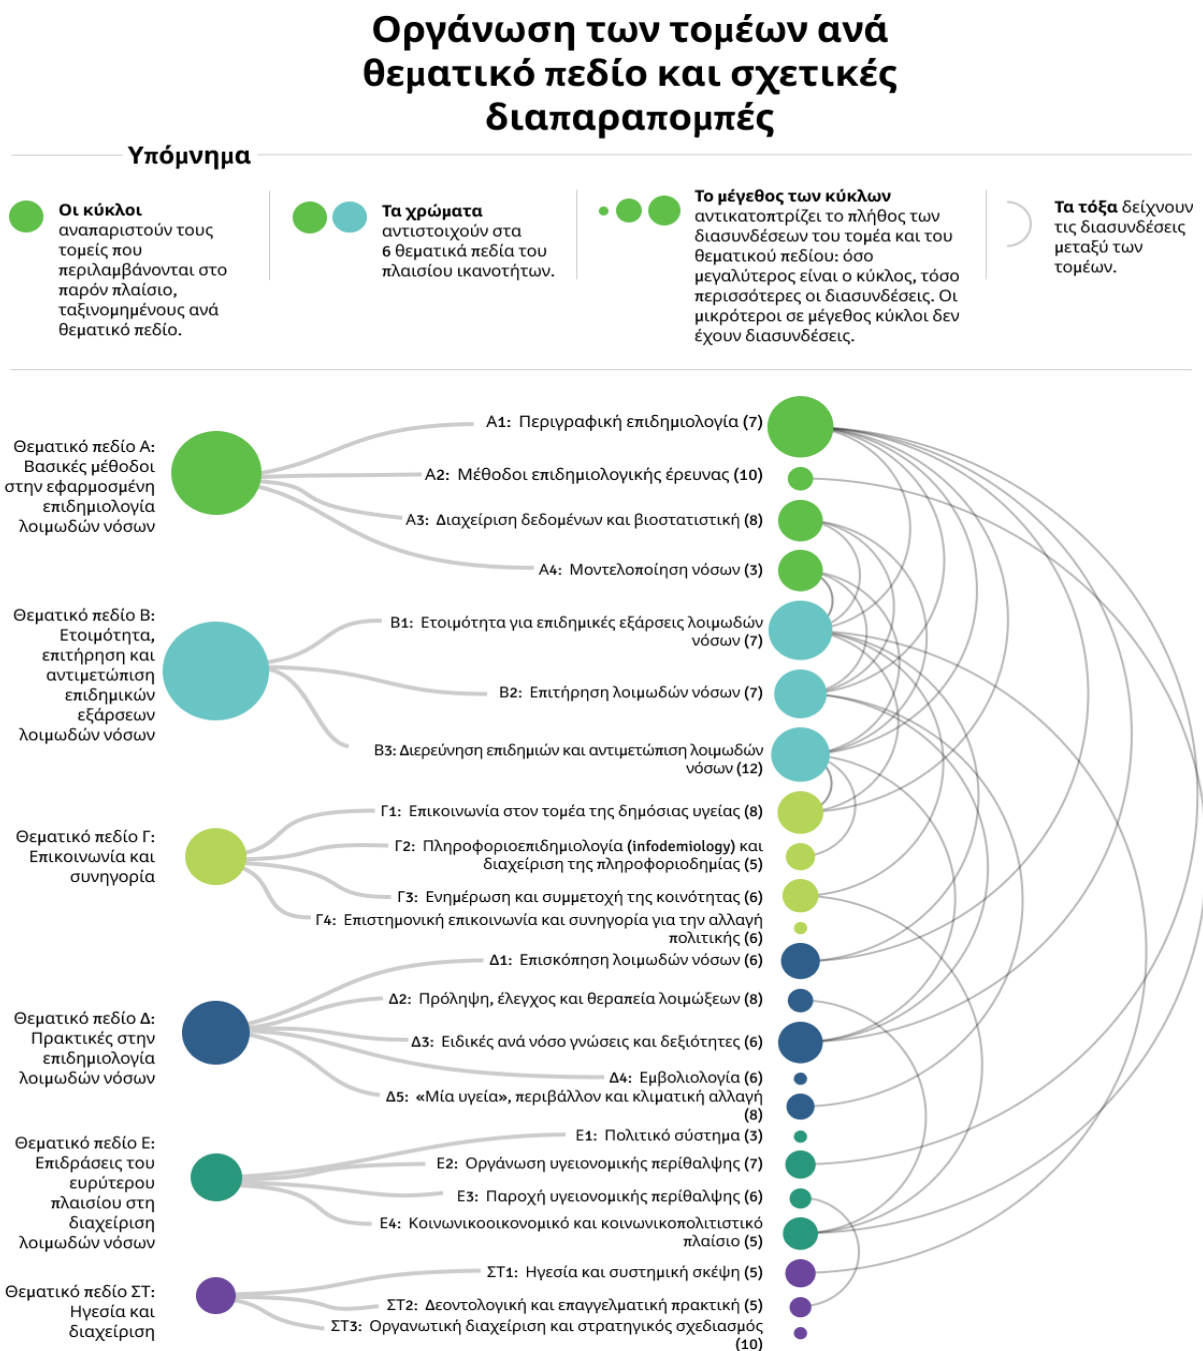 Οργάνωση των τομέων ανά
θεματικό πεδίο και σχετικές
διαπαραπομπές
Υπόμνημα
Οι κύκλοι
αναπαριστούν τους
τομείς που
περιλαμβάνονται στο
παρόν πλαίσιο,
ταξινομημένους ανά
θεματικό πεδίο.
Τα χρώματα
αντιστοιχούν στα
6 θεματικά πεδία του
πλαισίου ικανοτήτων.
Το μέγεθος των κύκλων
αντικατοπτρίζει το πλήθος των
διασυνδέσεων του τομέα και του
θεματικού πεδίου: όσο
μεγαλύτερος είναι ο κύκλος, τόσο
περισσότερες οι διασυνδέσεις. Οι
μικρότεροι σε μέγεθος κύκλοι δεν
έχουν διασυνδέσεις.
Τα τόξα δείχνουν
τις διασυνδέσεις
μεταξύ των
τομέων.
Θεματικό πεδίο Α:
Βασικές μέθοδοι
στην εφαρμοσμένη
επιδημιολογία
λοιμωδών νόσων
Α1: Περιγραφική επιδημιολογία (7)
Α2: Μέθοδοι επιδημιολογικής έρευνας (10)
Α3: Διαχείριση δεδομένων και βιοστατιστική (8)
Α4: Μοντελοποίηση νόσων (3)
Θεματικό πεδίο Β:
Ετοιμότητα,
επιτήρηση και
αντιμετώπιση
επιδημικών
εξάρσεων
λοιμωδών νόσων
Β1: Ετοιμότητα για επιδημικές εξάρσεις λοιμωδών
νόσων (7)
Β2: Επιτήρηση λοιμωδών νόσων (7)
Β3: Διερεύνηση επιδημιών και αντιμετώπιση λοιμωδών
νόσων (12)
Θεματικό πεδίο Γ:
Επικοινωνία και
συνηγορία
Γ1: Επικοινωνία στον τομέα της δημόσιας υγείας (8)
Γ2: Πληροφοριοεπιδημιολογία (infodemiology) και
διαχείριση της πληροφοριοδημίας (5)
Γ3: Ενημέρωση και συμμετοχή της κοινότητας (6)
Γ4: Επιστημονική επικοινωνία και συνηγορία για την αλλαγή
πολιτικής (6)
Θεματικό πεδίο Δ:
Πρακτικές στην
επιδημιολογία
λοιμωδών νόσων
Δ1: Επισκόπηση λοιμωδών νόσων (6)
Δ2: Πρόληψη, έλεγχος και θεραπεία λοιμώξεων (8)
Δ3: Ειδικές ανά νόσο γνώσεις και δεξιότητες (6)
Δ4: Εμβολιολογία (6)
Δ5: «Μία υγεία», περιβάλλον και κλιματική αλλαγή
(8)
Θεματικό πεδίο Ε:
Επιδράσεις του
ευρύτερου
πλαισίου στη
διαχείριση
λοιμωδών νόσων
Ε1: Πολιτικό σύστημα (3)
Ε2: Οργάνωση υγειονομικής περίθαλψης (7)
Ε3: Παροχή υγειονομικής περίθαλψης (6)
Ε4: Κοινωνικοοικονομικό και κοινωνικοπολιτιστικό
πλαίσιο (5)
Θεματικό πεδίο ΣΤ:
Ηγεσία και
διαχείριση
ΣΤ1: Ηγεσία και συστημική σκέψη (5)
ΣΤ2: Δεοντολογική και επαγγελματική πρακτική (5)
ΣΤ3: Οργανωτική διαχείριση και στρατηγικός σχεδιασμός
(10)